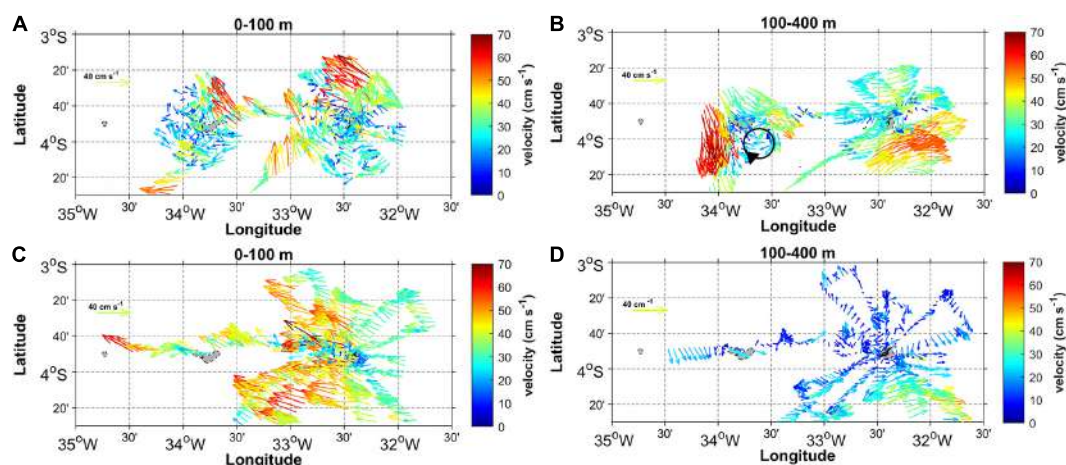 A
0-100 m
3°S
20'
40'
4°S
20'
35°W
30'
34°W
30'
33°W
30'
32°W
30'
Latitude
Longitude
40 cm s⁻¹
70
60
50
40
30
20
10
0
velocity (cm s⁻¹)
B
100-400 m
3°S
20'
40'
4°S
20'
35°W
30'
34°W
30'
33°W
30'
32°W
30'
Latitude
Longitude
40 cm s⁻¹
70
60
50
40
30
20
10
0
velocity (cm s⁻¹)
C
0-100 m
3°S
20'
40'
4°S
20'
35°W
30'
34°W
30'
33°W
30'
32°W
30'
Latitude
Longitude
40 cm s⁻¹
70
60
50
40
30
20
10
0
velocity (cm s⁻¹)
D
100-400 m
3°S
20'
40'
4°S
20'
35°W
30'
34°W
30'
33°W
30'
32°W
30'
Latitude
Longitude
40 cm⁻¹
70
60
50
40
30
20
10
0
velocity (cm s⁻¹)